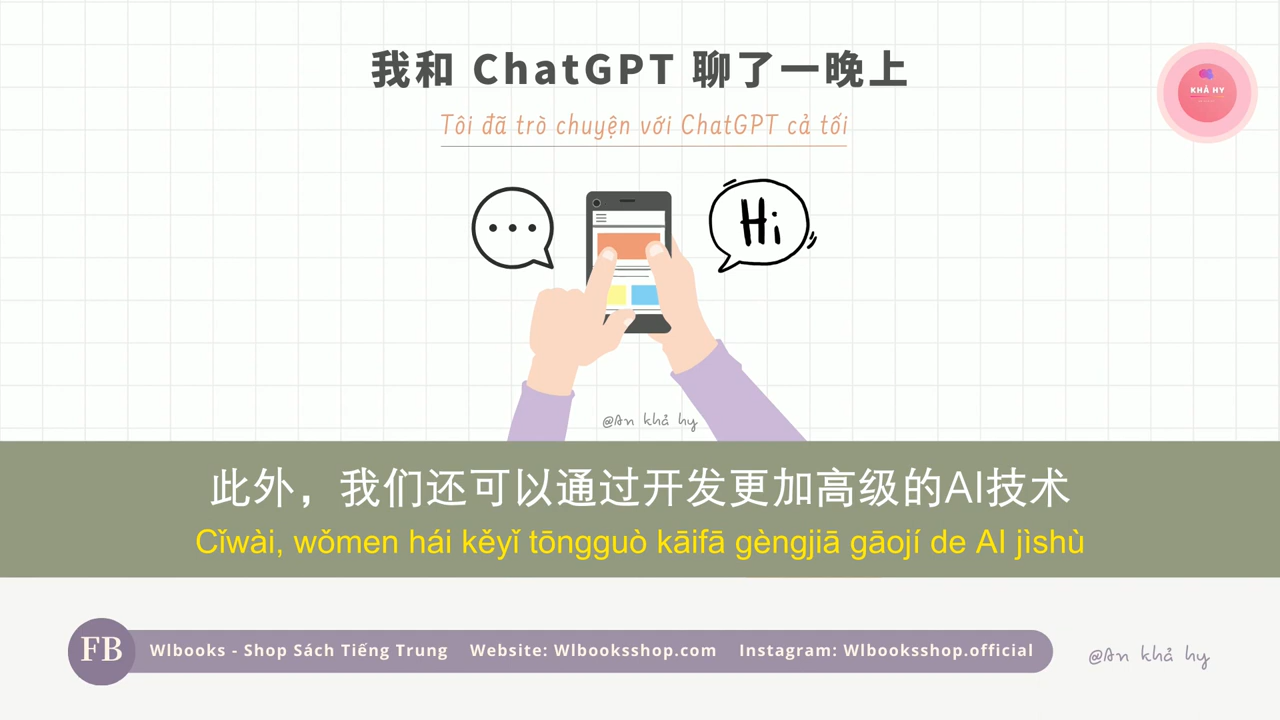 我和 ChatGPT 聊了一晚上
Tôi đã trò chuyện với ChatGPT cả tối
KHẢ HY
Hi
@An khả hy
此外，我们还可以通过开发更加高级的AI技术
Cǐwài, wǒmen hái kěyǐ tōngguò kāifā gèngjiā gāojí de AI jìshù
FB
Wlbooks - Shop Sách Tiếng Trung Website: Wlbooksshop.com Instagram: Wlbooksshop.official
@An khả hy